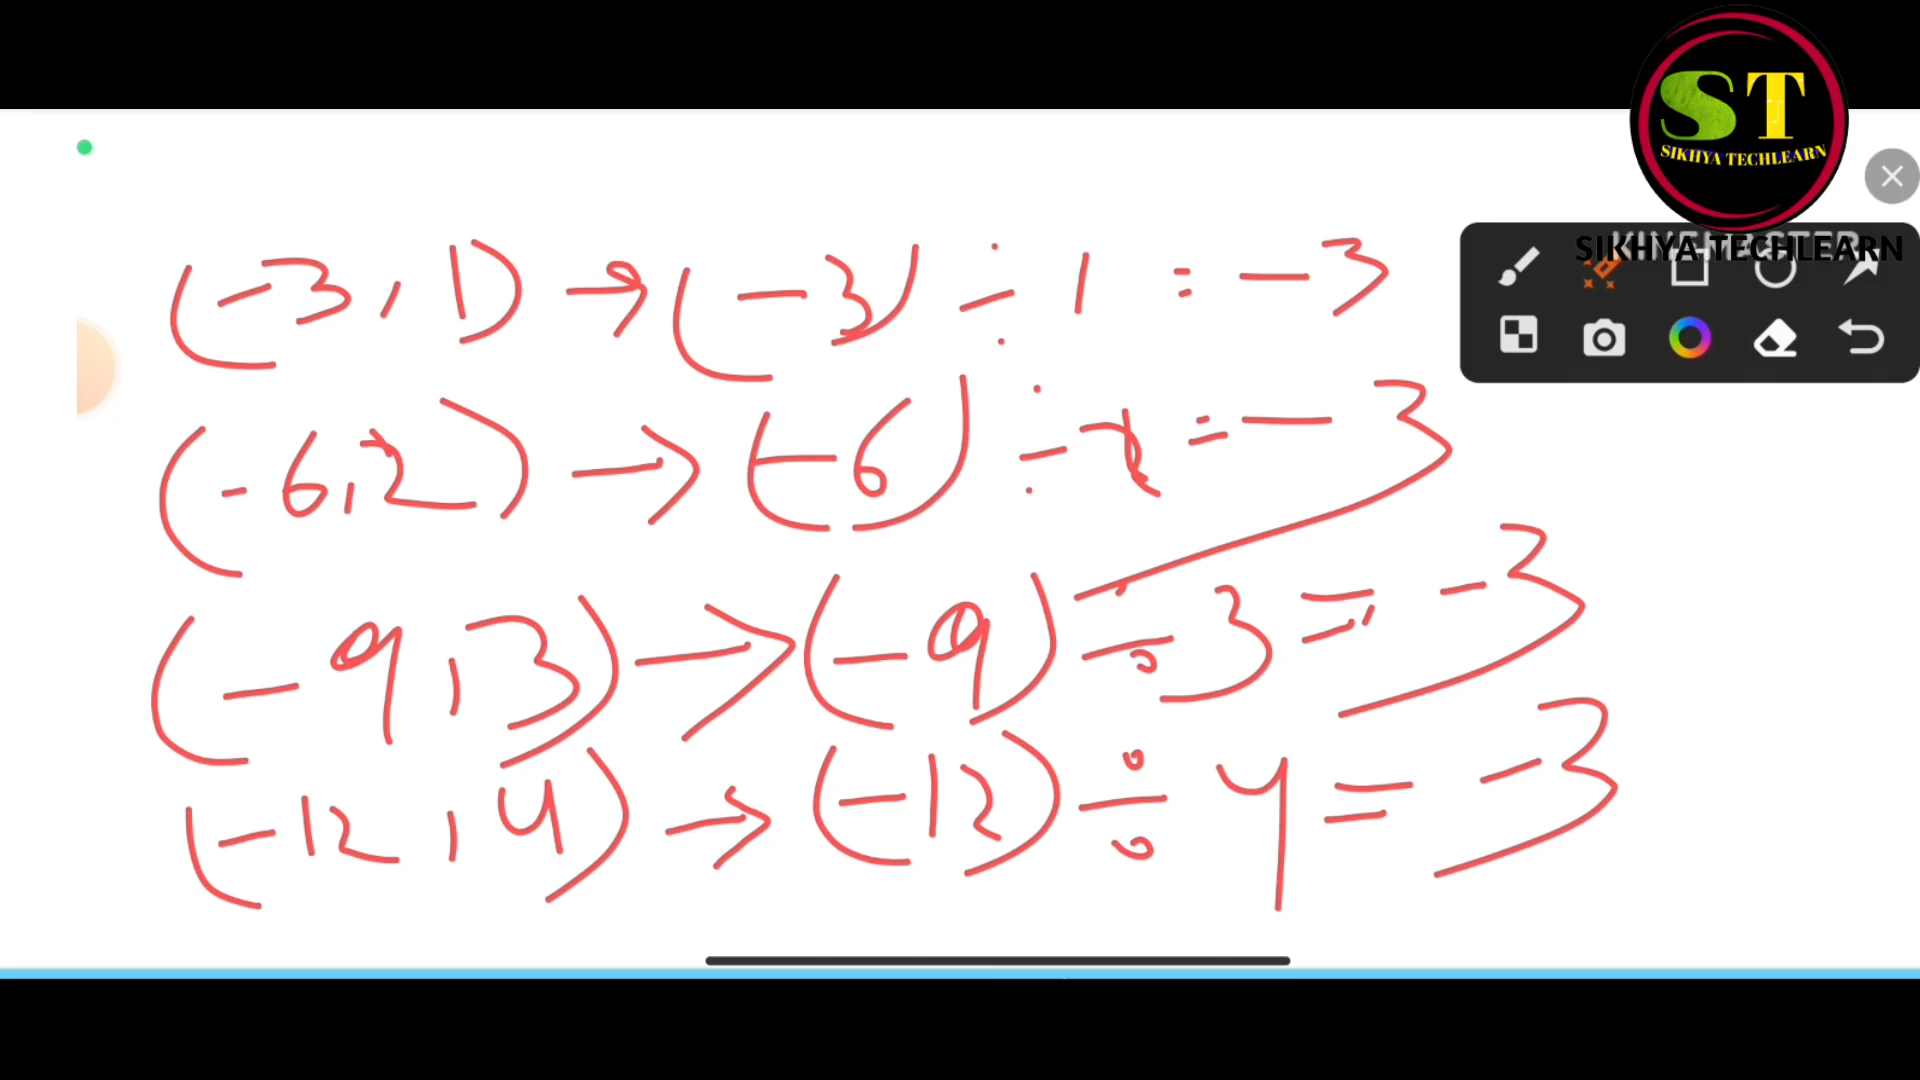 ST
SIKHYA TECHLEARN
SIKHYA TECHLEARN
(-3, 1) → (-3) ÷ 1 = -3
(-6, 2) → (-6) ÷ 2 = -3
(-9, 3) → (-9) ÷ 3 = -3
(-12, 4) → (-12) ÷ 4 = -3